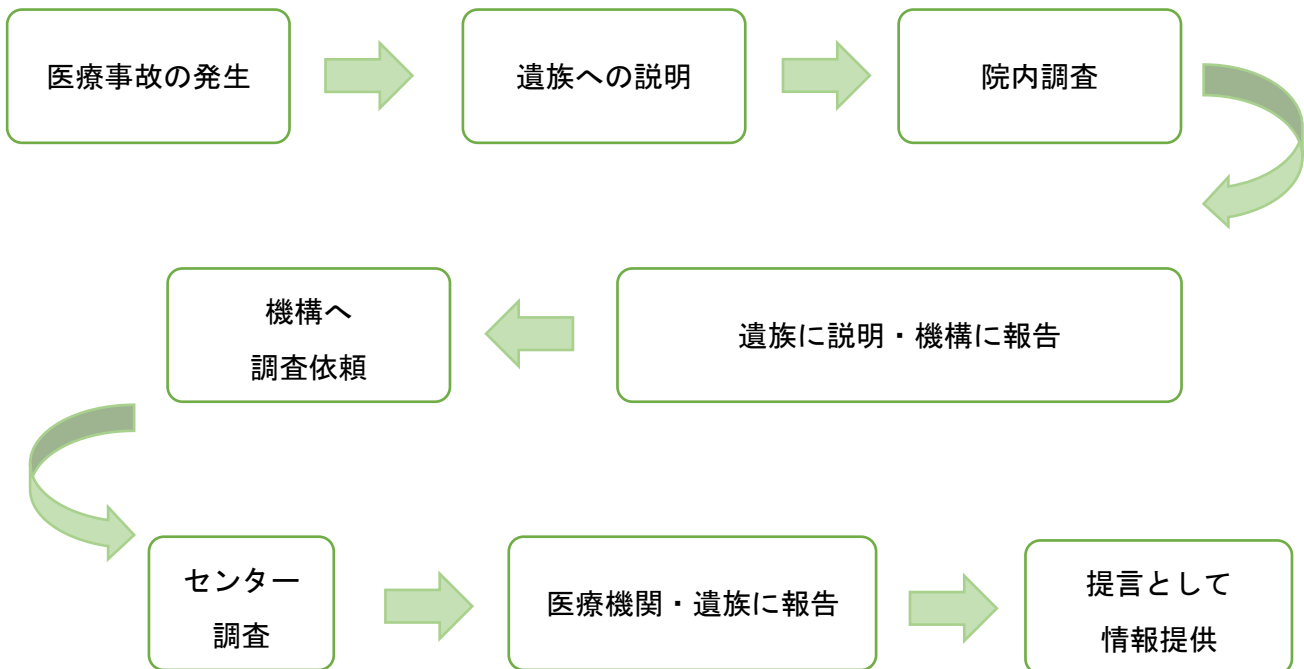 医療事故の発生
遺族への説明
院内調査
遺族に説明・機構に報告
機構へ
調査依頼
センター
調査
医療機関・遺族に報告
提言として
情報提供